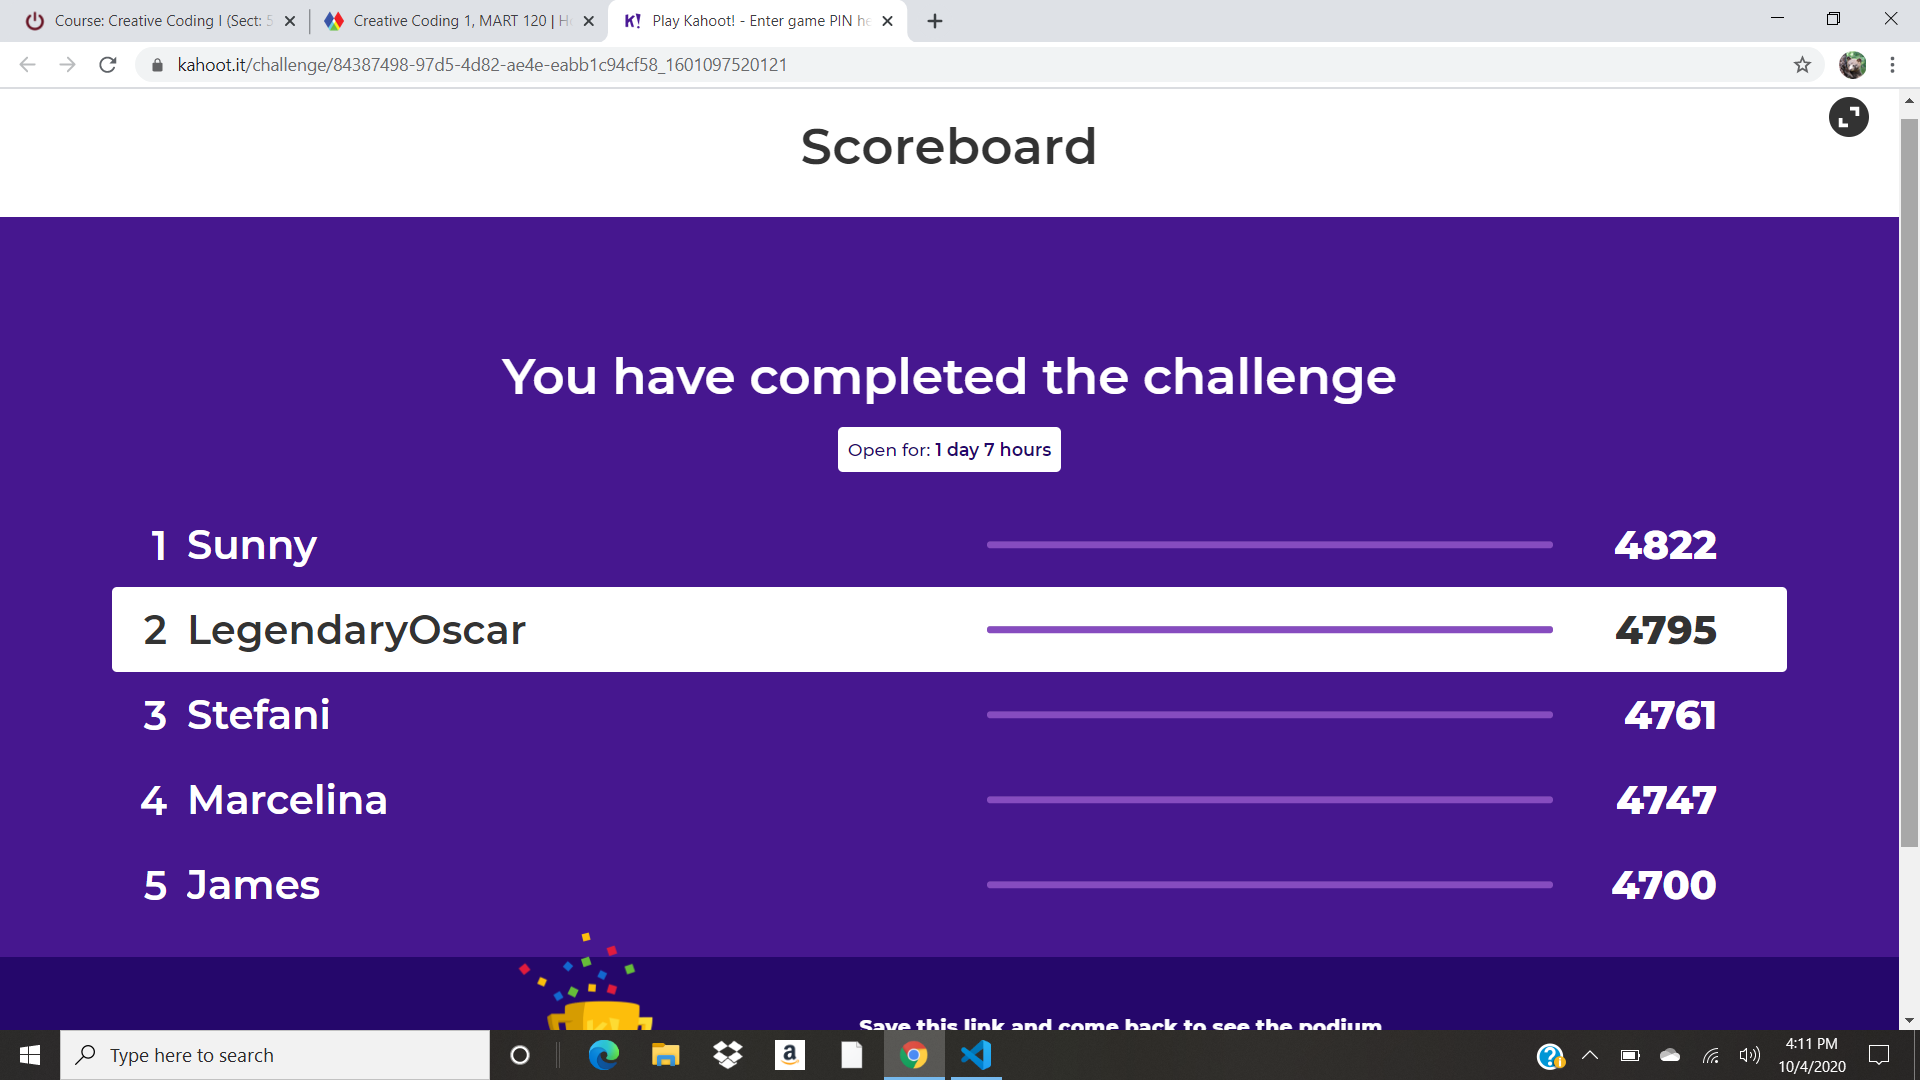 Course: Creative Coding I (Sect: 5
Creative Coding 1, MART 120 | H
K! Play Kahoot! - Enter game PIN he
kahoot.it/challenge/84387498-97d5-4d82-ae4e-eabb1c94cf58_1601097520121
Scoreboard
You have completed the challenge
Open for: 1 day 7 hours
1 Sunny 4822
2 LegendaryOscar 4795
3 Stefani 4761
4 Marcelina 4747
5 James 4700
Save this link and come back to see the podium
Type here to search
4:11 PM
10/4/2020